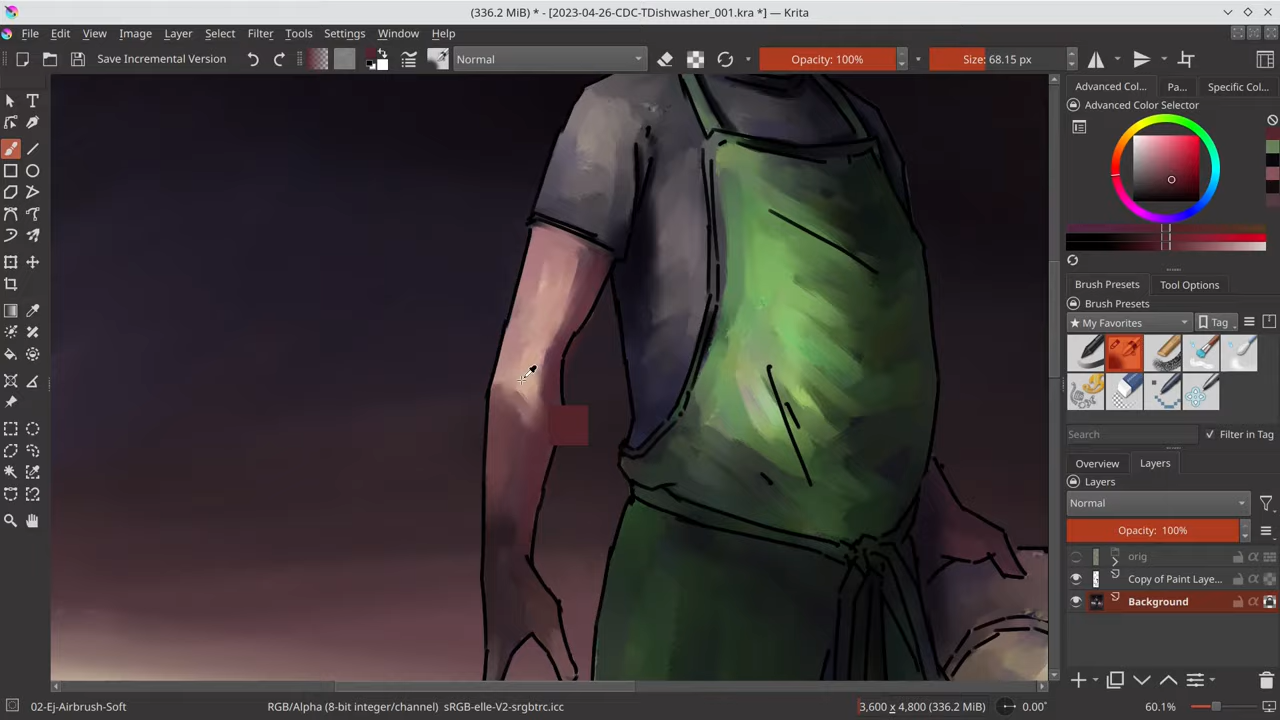 (336.2 MiB) * - [2023-04-26-CDC-TDishwasher_001.kra *] — Krita
File Edit View Image Layer Select Filter Tools Settings Window Help
Save Incremental Version Normal Opacity: 100% Size: 68.15 px
Advanced Col... Pa... Specific Col...
Advanced Color Selector
Brush Presets Tool Options
Brush Presets
★ My Favorites Tag
Search Filter in Tag
Overview Layers
Layers
Normal
Opacity: 100%
orig
Copy of Paint Laye...
Background
02-Ej-Airbrush-Soft RGB/Alpha (8-bit integer/channel) sRGB-elle-V2-srgbtrc.icc 3,600 x 4,800 (336.2 MiB) 0.00° 60.1%